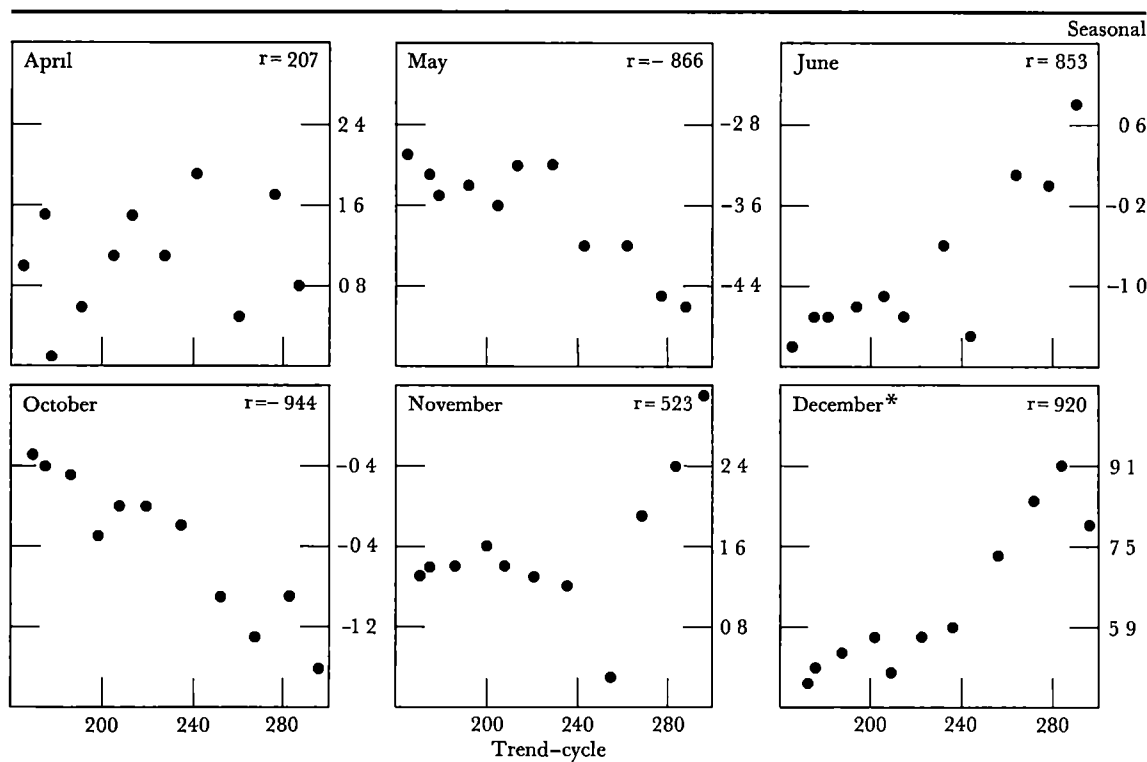 Seasonal
April r = 207
2 4
1 6
0 8
May r = - 866
-2 8
-3 6
-4 4
June r = 853
0 6
-0 2
-1 0
October r = - 944
-0 4
-0 4
-1 2
200 240 280
November r = 523
2 4
1 6
0 8
200 240 280
December* r = 920
9 1
7 5
5 9
200 240 280
Trend-cycle